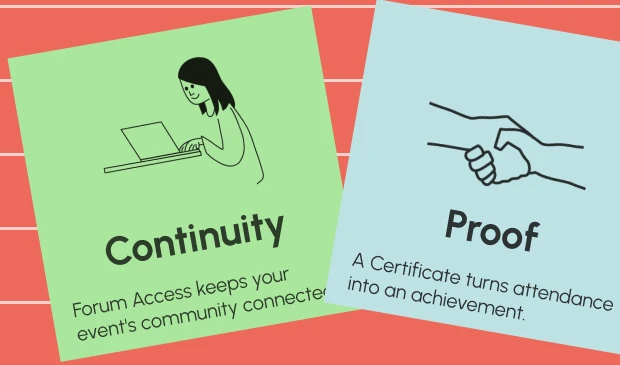 Continuity
Forum Access keeps your
event's community connected
Proof
A Certificate turns attendance
into an achievement.